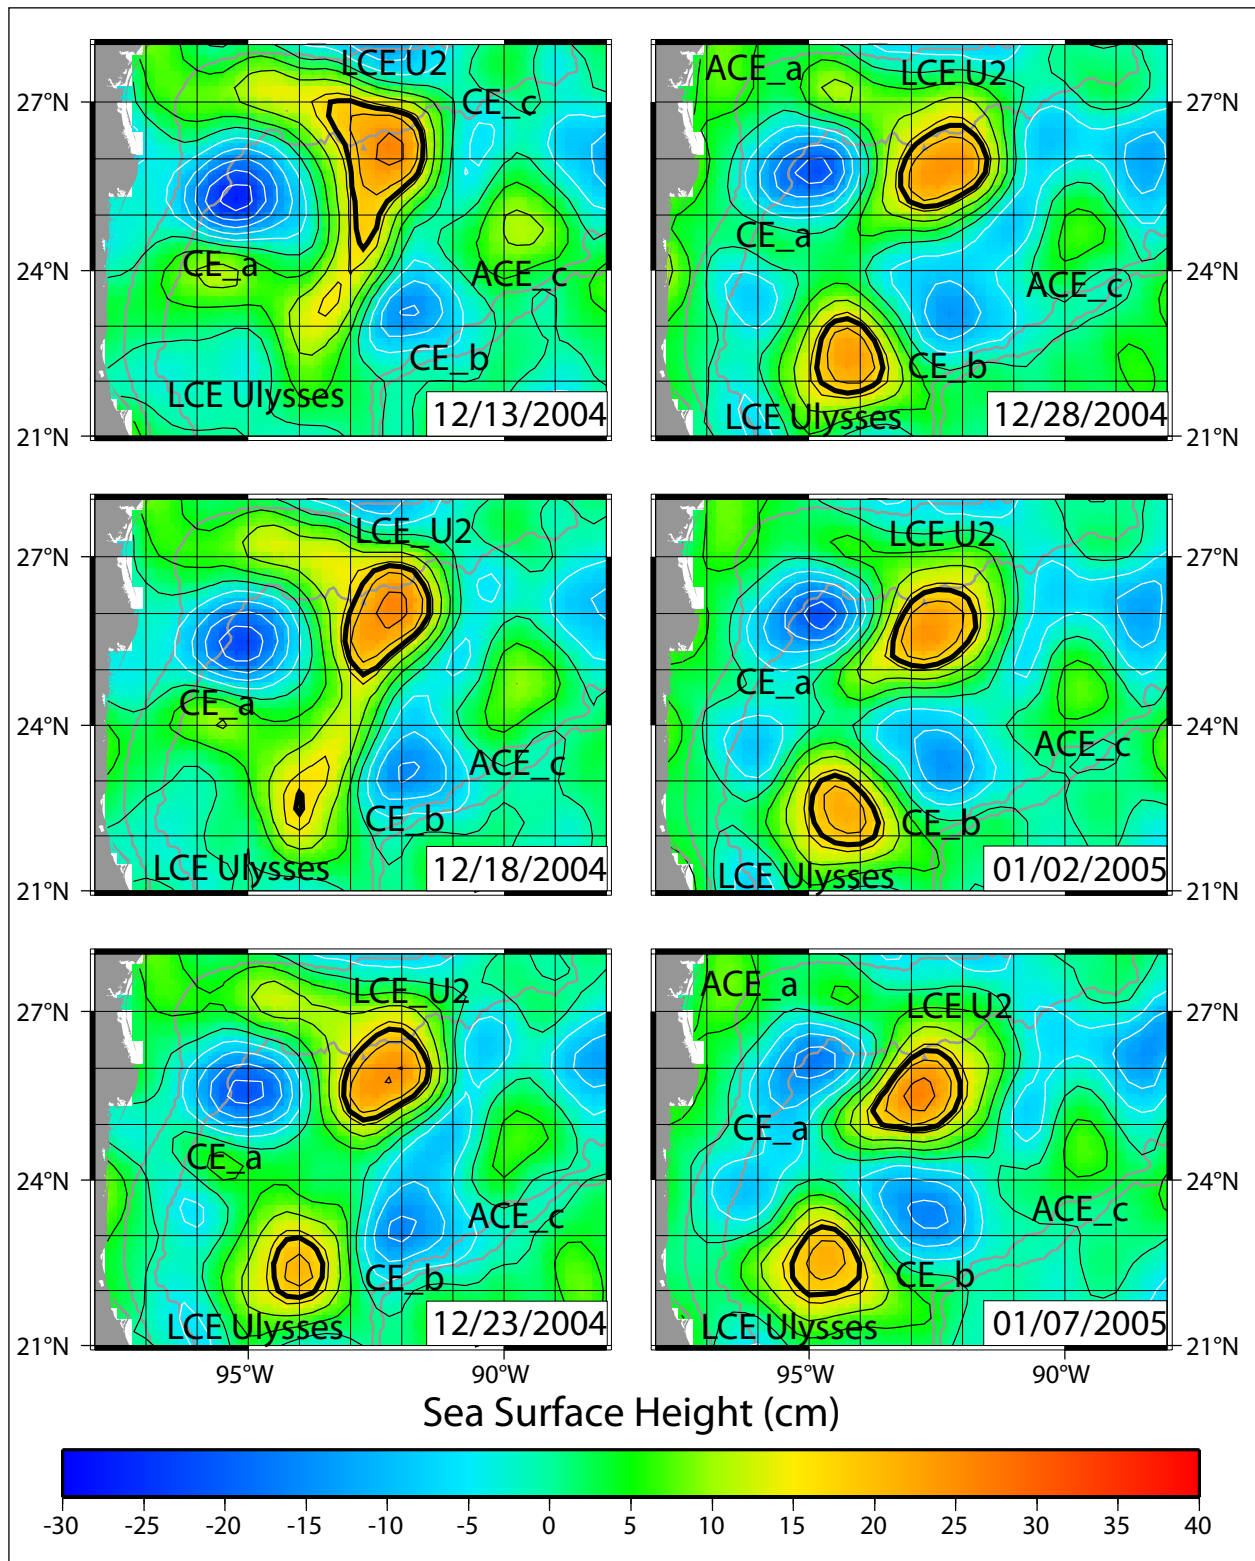 LCE U2
CE_c
27°N
CE_a
24°N
ACE_c
CE_b
LCE Ulysses
12/13/2004
21°N
ACE_a
LCE U2
27°N
CE_a
24°N
ACE_c
CE_b
LCE Ulysses
12/28/2004
21°N
LCE_U2
27°N
CE_a
24°N
ACE_c
CE_b
LCE Ulysses
12/18/2004
21°N
LCE U2
27°N
CE_a
24°N
ACE_c
CE_b
LCE Ulysses
01/02/2005
21°N
LCE_U2
27°N
CE_a
24°N
ACE_c
CE_b
LCE Ulysses
12/23/2004
21°N
95°W
90°W
ACE_a
LCE U2
27°N
CE_a
24°N
ACE_c
CE_b
LCE Ulysses
01/07/2005
21°N
95°W
90°W
Sea Surface Height (cm)
-30 -25 -20 -15 -10 -5 0 5 10 15 20 25 30 35 40